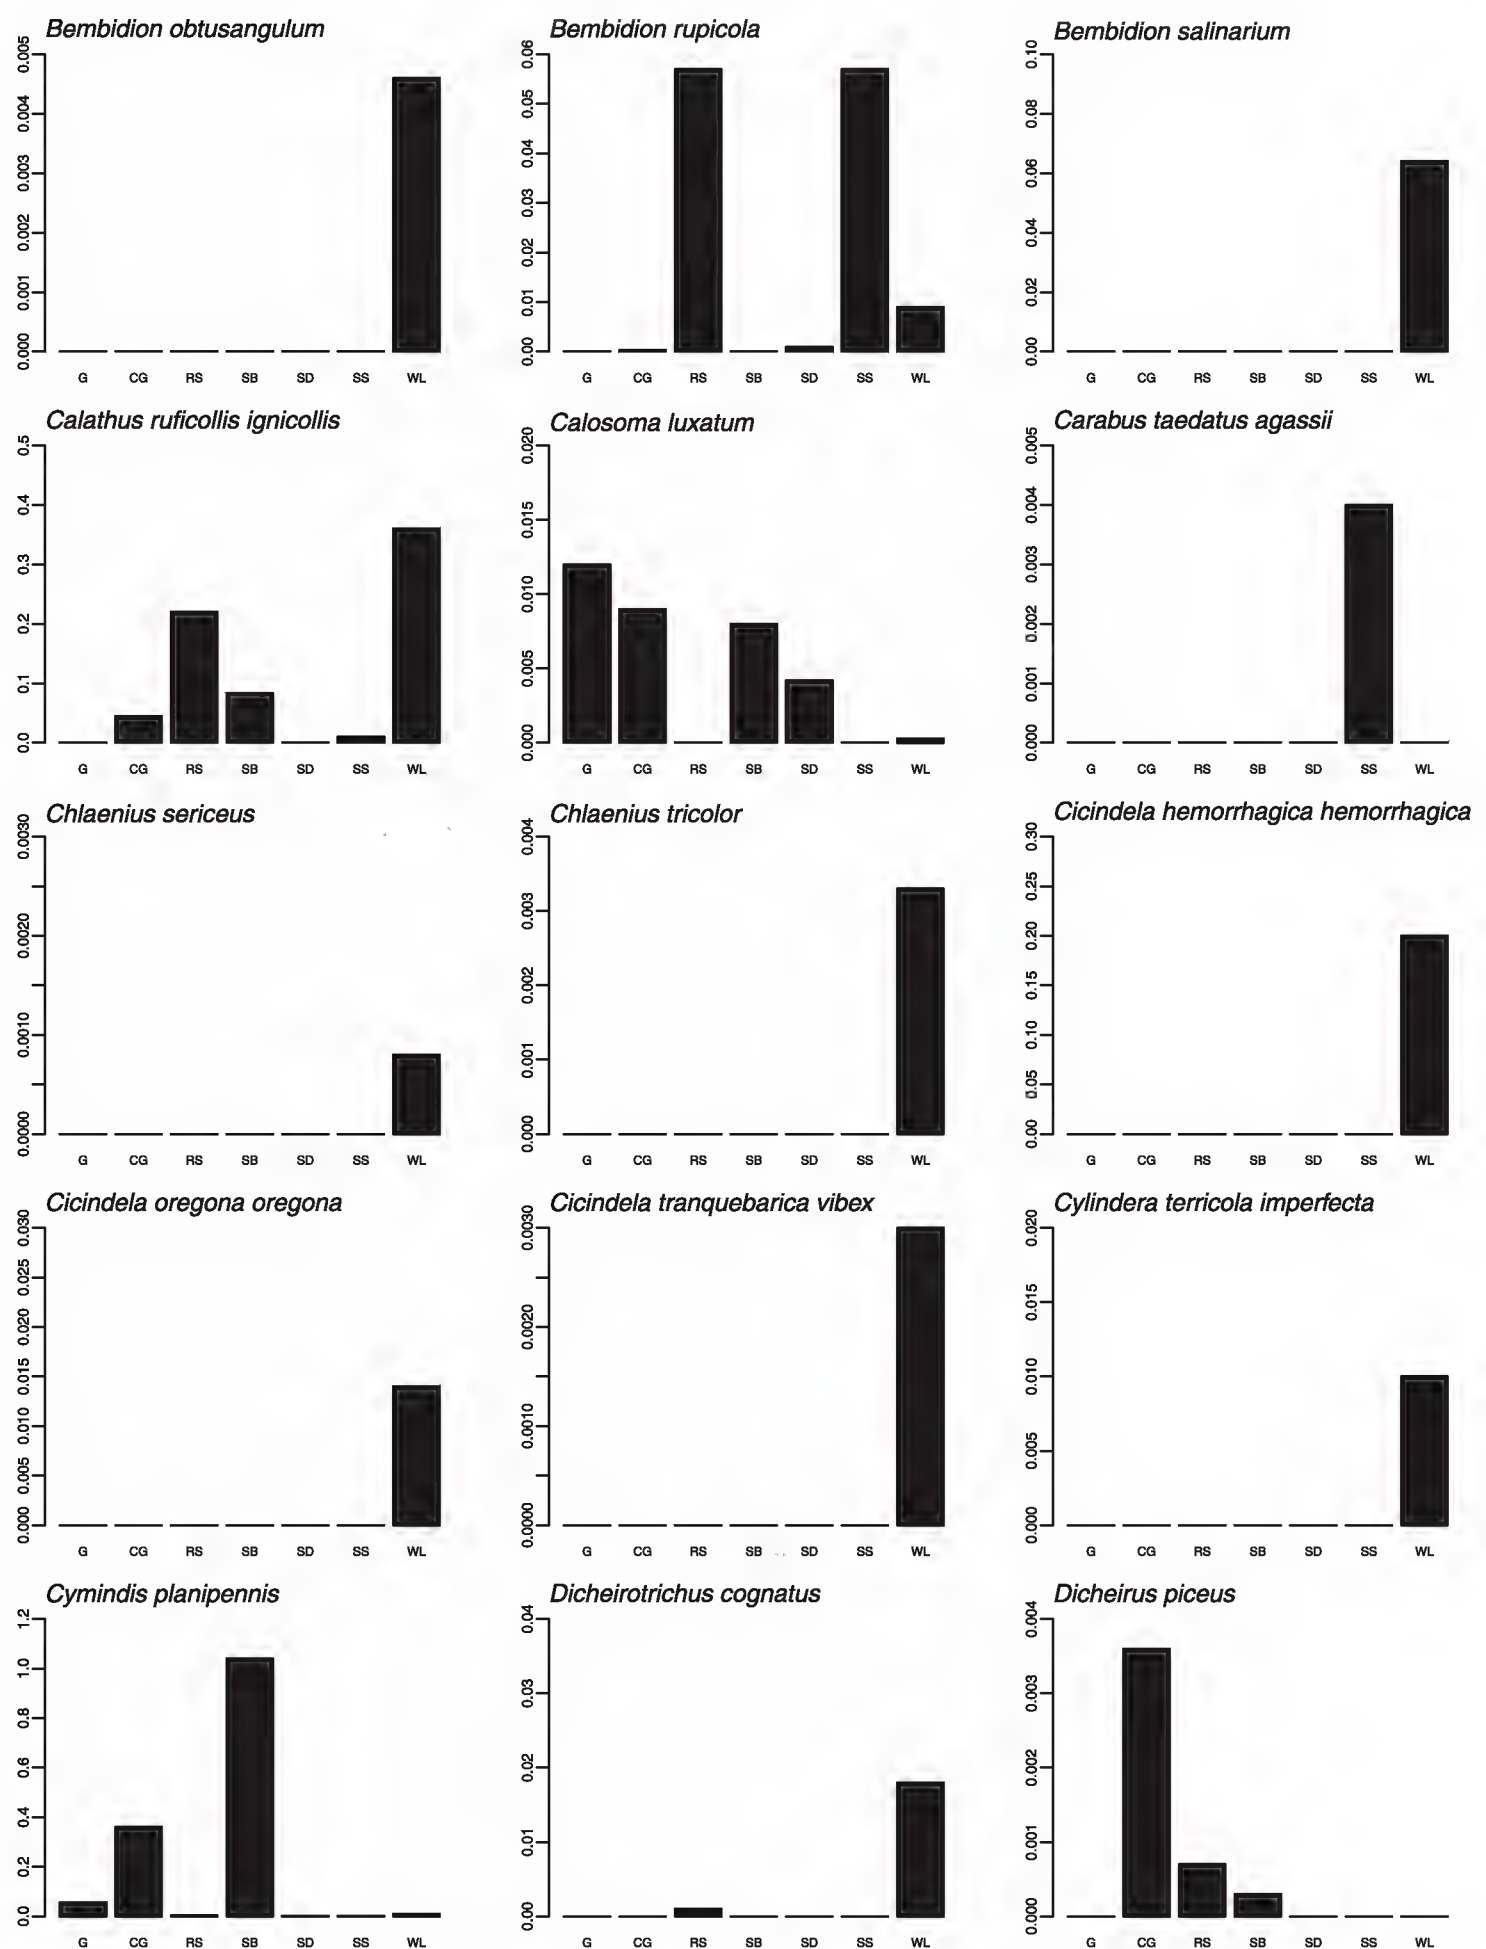 Bembidion obtusangulum
0.000 0.001 0.002 0.003 0.004 0.005
G CG RS SB SD SS WL
Bembidion rupicola
0.00 0.01 0.02 0.03 0.04 0.05 0.06
G CG RS SB SD SS WL
Bembidion salinarium
0.00 0.02 0.04 0.06 0.08 0.10
G CG RS SB SD SS WL
Calathus ruficollis ignicollis
0.0 0.1 0.2 0.3 0.4 0.5
G CG RS SB SD SS WL
Calosoma luxatum
0.000 0.005 0.010 0.015 0.020
G CG RS SB SD SS WL
Carabus taedatus agassii
0.000 0.001 0.002 0.003 0.004 0.005
G CG RS SB SD SS WL
Chlaenius sericeus
0.0000 0.0010 0.0020 0.0030
G CG RS SB SD SS WL
Chlaenius tricolor
0.000 0.001 0.002 0.003 0.004
G CG RS SB SD SS WL
Cicindela hemorrhagica hemorrhagica
0.00 0.05 0.10 0.15 0.20 0.25 0.30
G CG RS SB SD SS WL
Cicindela oregona oregona
0.000 0.005 0.010 0.015 0.020 0.025 0.030
G CG RS SB SD SS WL
Cicindela tranquebarica vibex
0.0000 0.0010 0.0020 0.0030
G CG RS SB SD SS WL
Cylindera terricola imperfecta
0.000 0.005 0.010 0.015 0.020
G CG RS SB SD SS WL
Cymindis planipennis
0.0 0.2 0.4 0.6 0.8 1.0 1.2
G CG RS SB SD SS WL
Dicheirotrichus cognatus
0.00 0.01 0.02 0.03 0.04
G CG RS SB SD SS WL
Dicheirus piceus
0.000 0.001 0.002 0.003 0.004
G CG RS SB SD SS WL